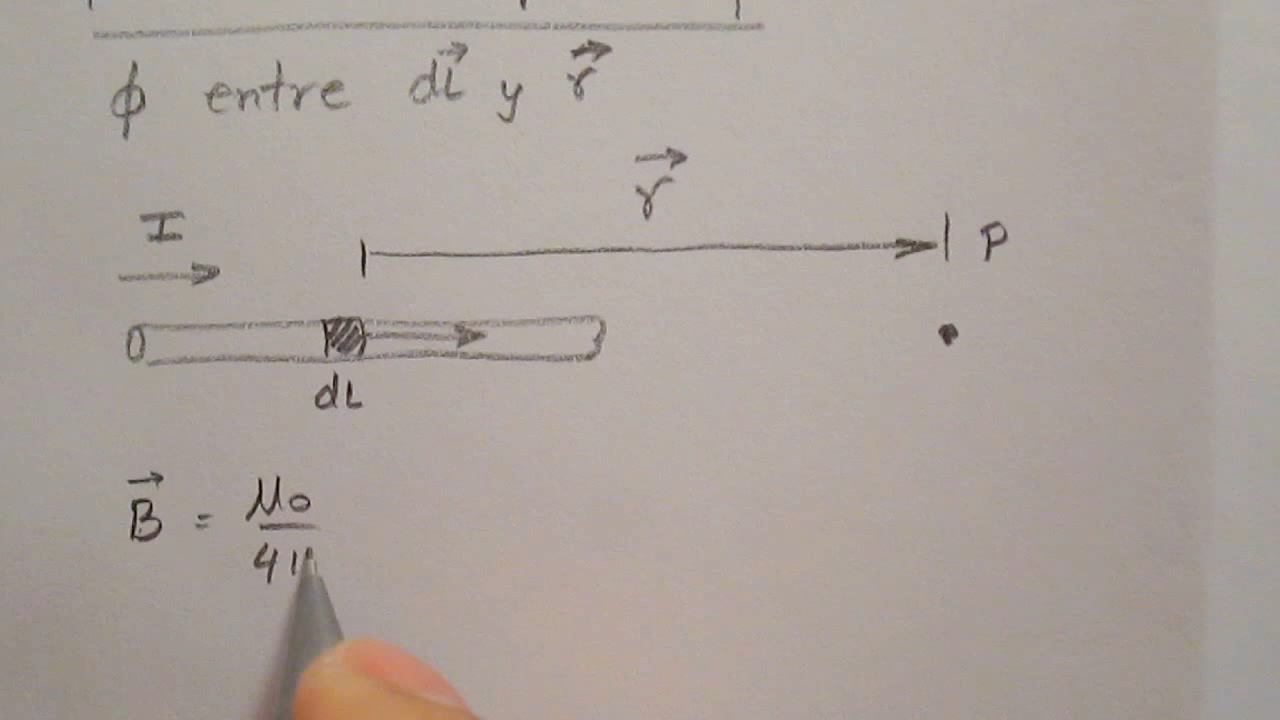 ϕ entre dL⃗ y r⃗
r⃗
I
P
dL
B⃗ = μ₀
4π